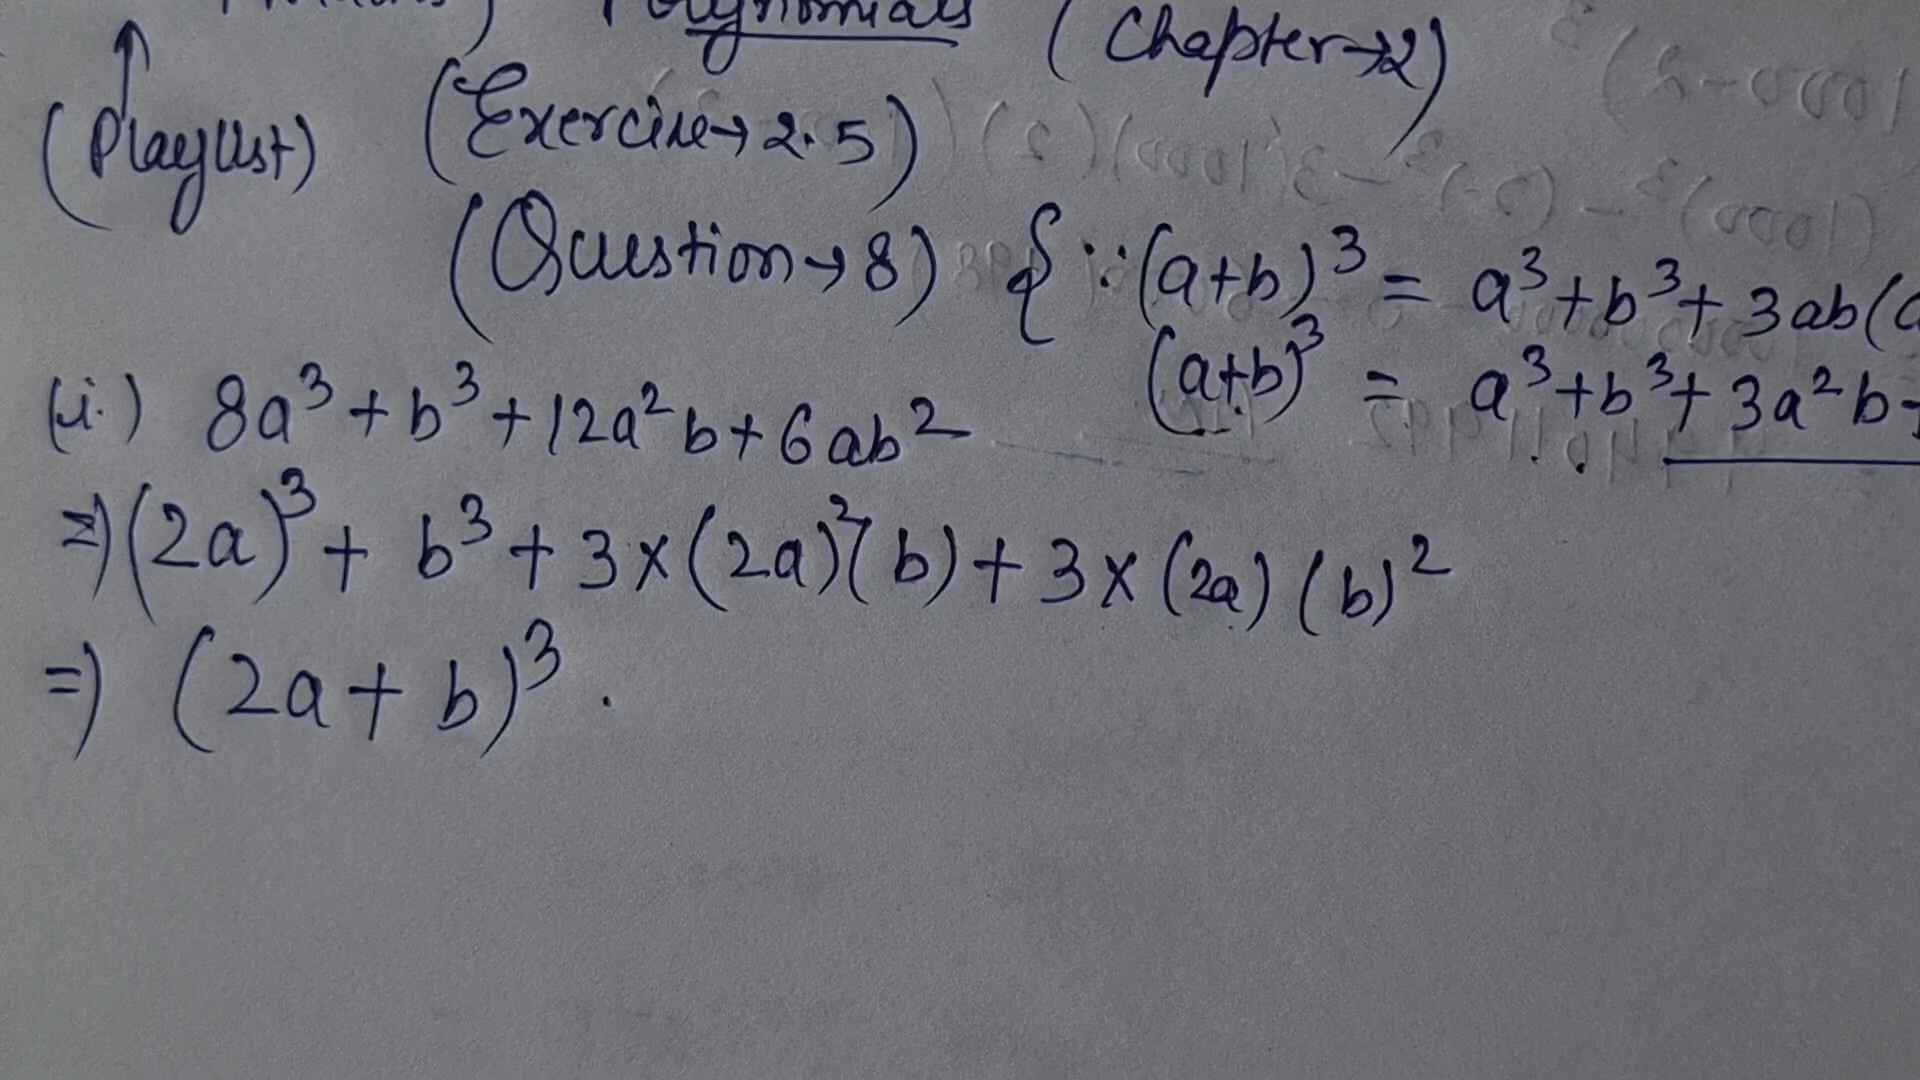 Polynomials (Chapter→2)
(Playlist) (Exercise→2.5)
(Question→8) {∵(a+b)³ = a³+b³+3ab(
(a+b)³ = a³+b³+3a²b+
(i.) 8a³+b³+12a²b+6ab²
⇒(2a)³+ b³+3×(2a)²(b)+3×(2a)(b)²
⇒) (2a+b)³.